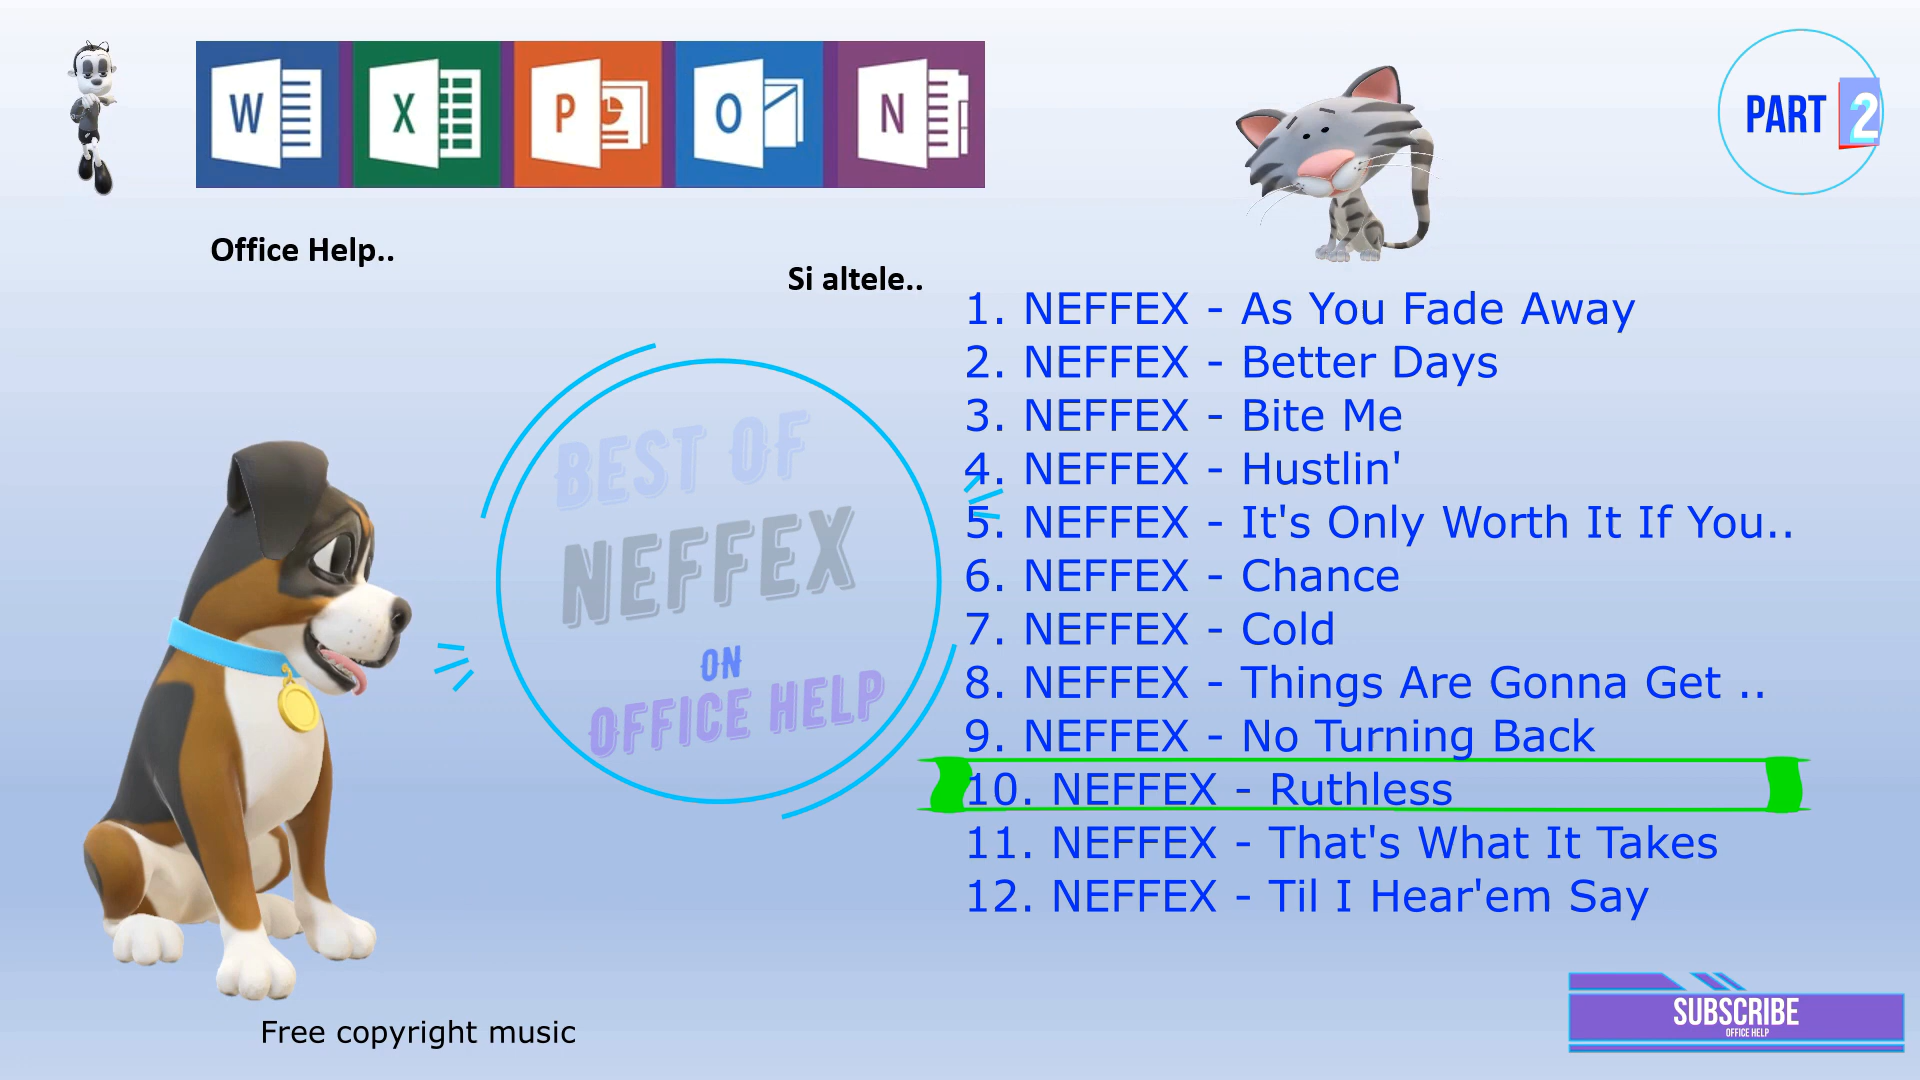 W X P O N
PART 2
Office Help..
Si altele..
1. NEFFEX - As You Fade Away
2. NEFFEX - Better Days
3. NEFFEX - Bite Me
4. NEFFEX - Hustlin'
5. NEFFEX - It's Only Worth It If You..
6. NEFFEX - Chance
7. NEFFEX - Cold
8. NEFFEX - Things Are Gonna Get ..
9. NEFFEX - No Turning Back
10. NEFFEX - Ruthless
11. NEFFEX - That's What It Takes
12. NEFFEX - Til I Hear'em Say
BEST OF
NEFFEX
ON
OFFICE HELP
Free copyright music
SUBSCRIBE
OFFICE HELP